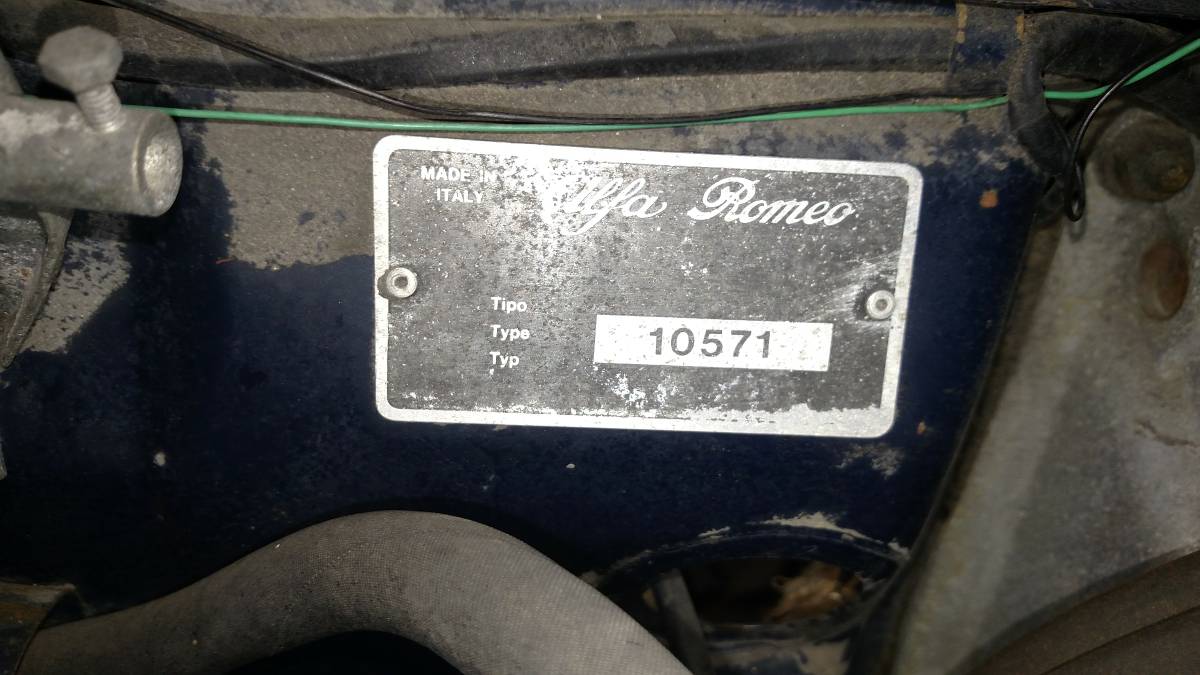 MADE IN
ITALY
Alfa Romeo
Tipo
Type
Typ
10571